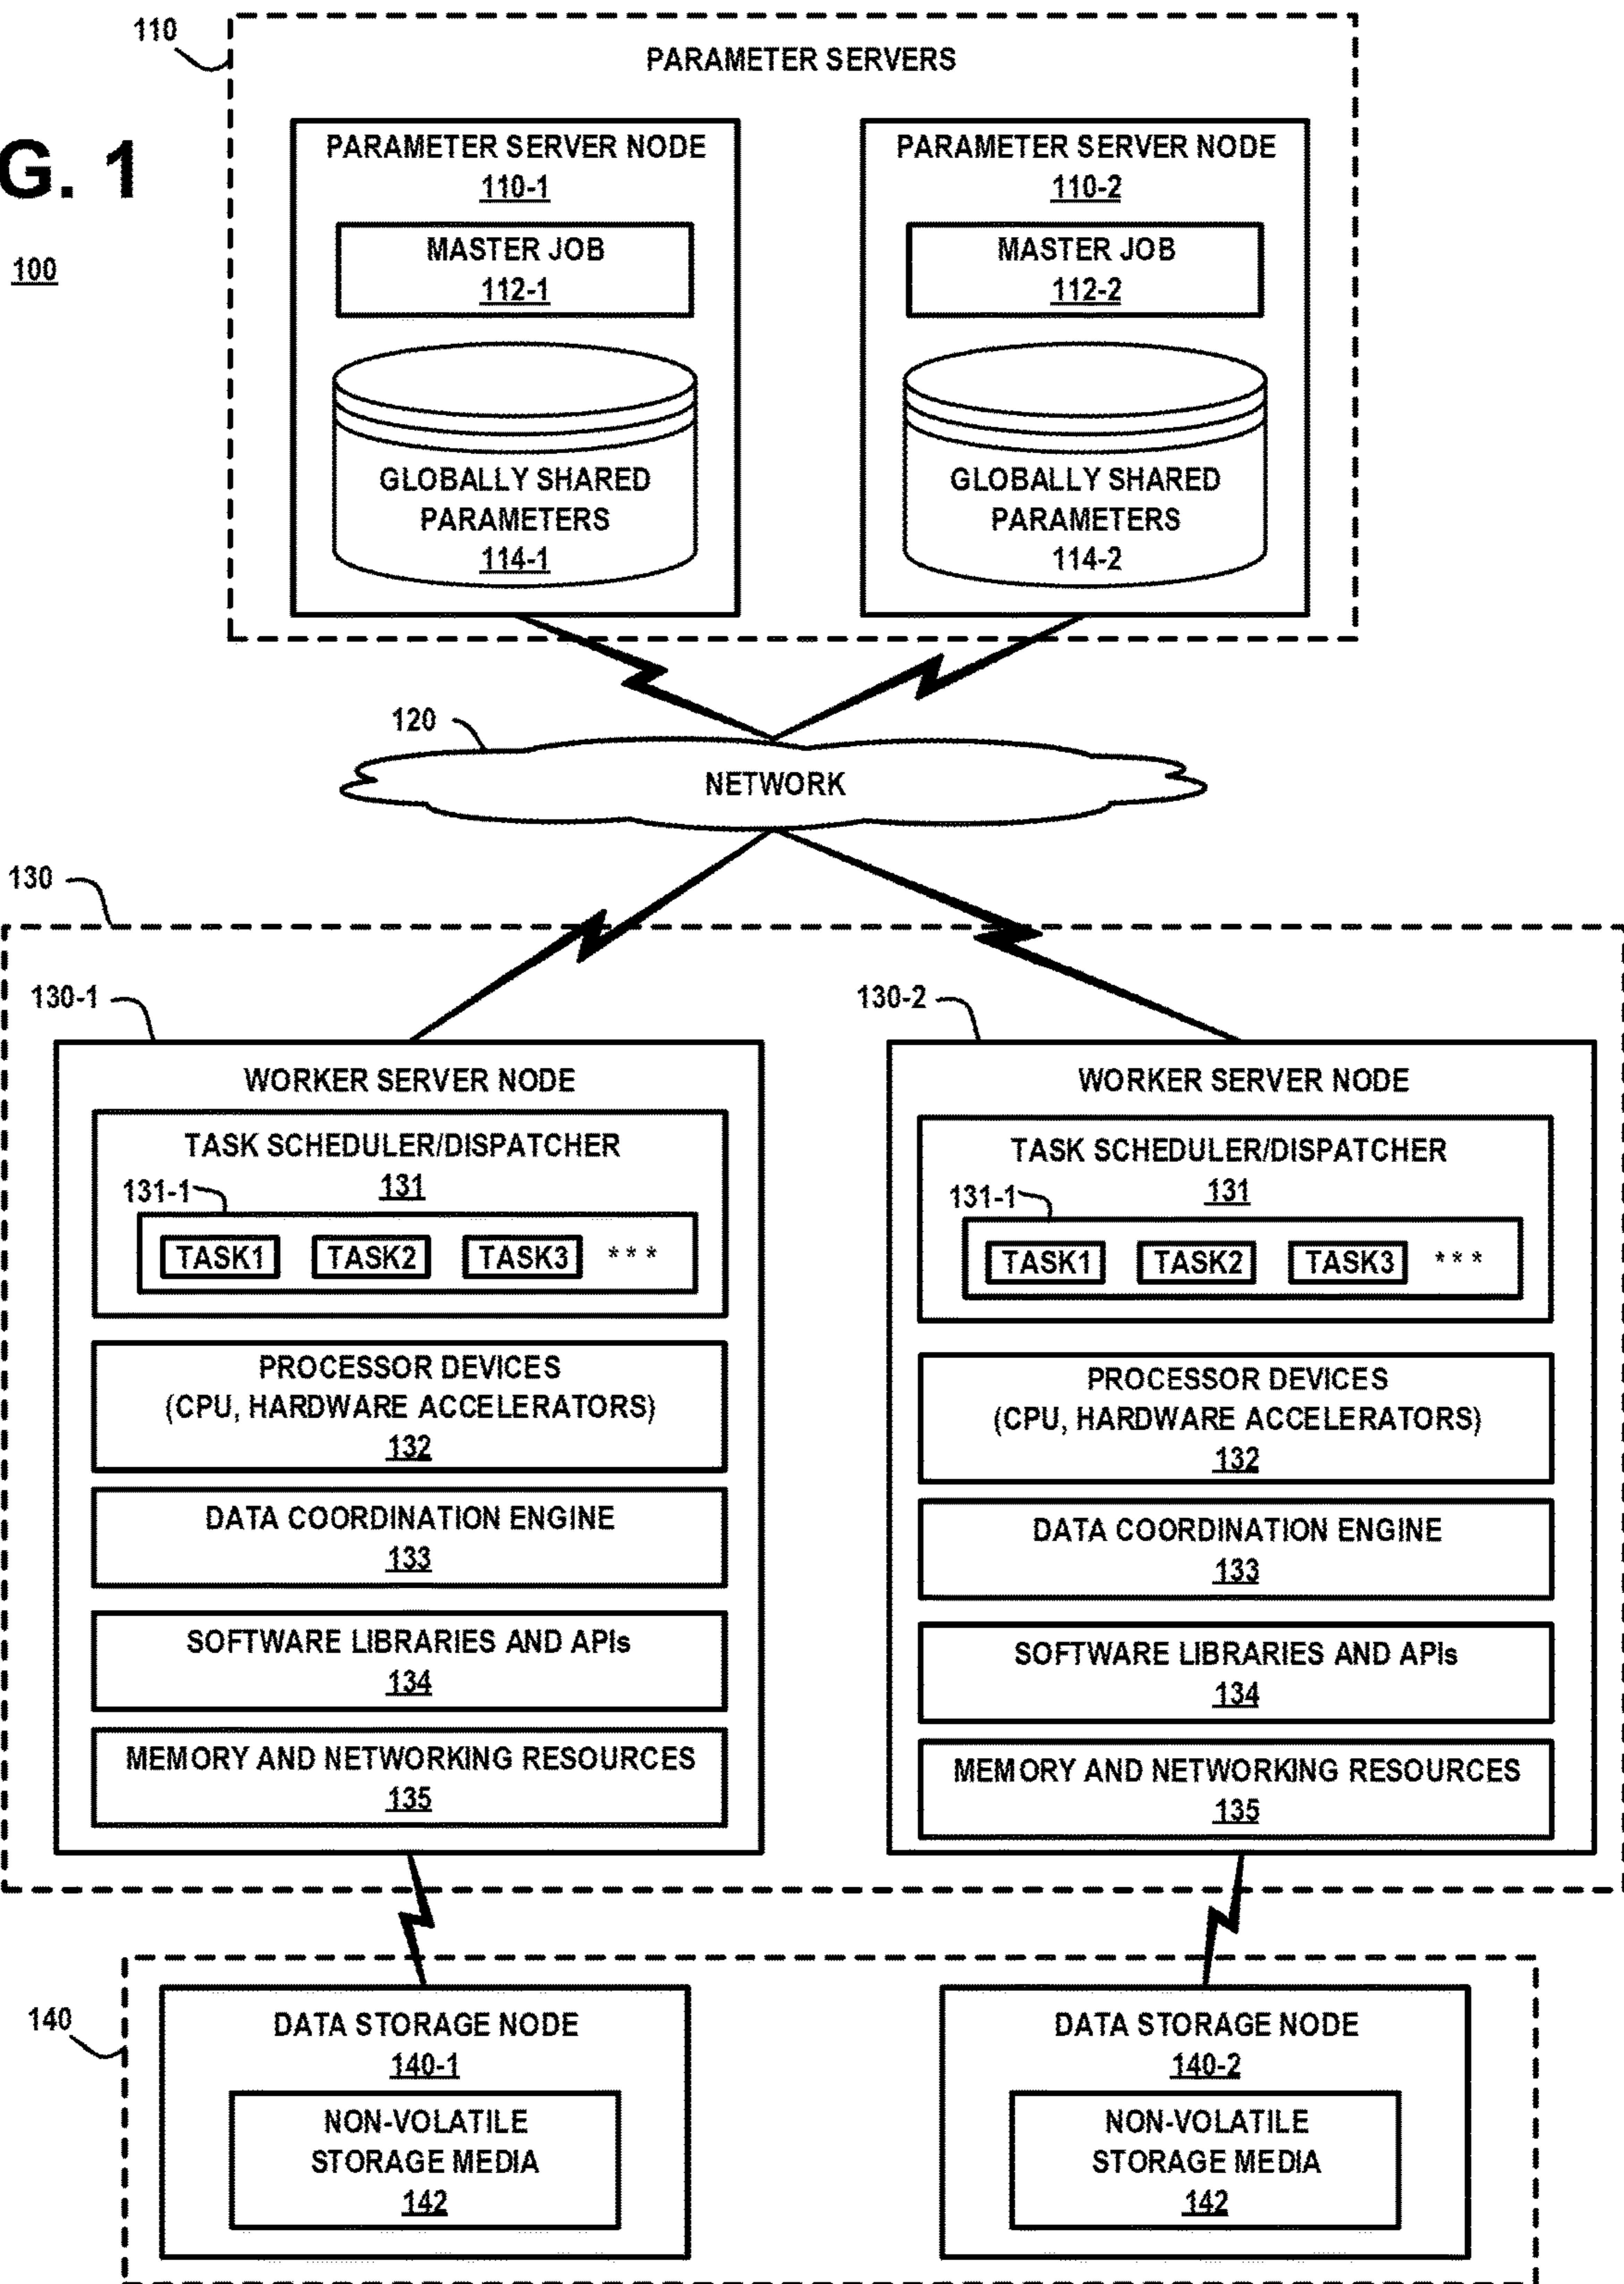 110
PARAMETER SERVERS
G. 1
100
PARAMETER SERVER NODE
110-1
MASTER JOB
112-1
GLOBALLY SHARED
PARAMETERS
114-1
PARAMETER SERVER NODE
110-2
MASTER JOB
112-2
GLOBALLY SHARED
PARAMETERS
114-2
120
NETWORK
130
130-1
WORKER SERVER NODE
TASK SCHEDULER/DISPATCHER
131
131-1
TASK1 TASK2 TASK3 * * *
PROCESSOR DEVICES
(CPU, HARDWARE ACCELERATORS)
132
DATA COORDINATION ENGINE
133
SOFTWARE LIBRARIES AND APIs
134
MEMORY AND NETWORKING RESOURCES
135
130-2
WORKER SERVER NODE
TASK SCHEDULER/DISPATCHER
131
131-1
TASK1 TASK2 TASK3 * * *
PROCESSOR DEVICES
(CPU, HARDWARE ACCELERATORS)
132
DATA COORDINATION ENGINE
133
SOFTWARE LIBRARIES AND APIs
134
MEMORY AND NETWORKING RESOURCES
135
140
DATA STORAGE NODE
140-1
NON-VOLATILE
STORAGE MEDIA
142
DATA STORAGE NODE
140-2
NON-VOLATILE
STORAGE MEDIA
142